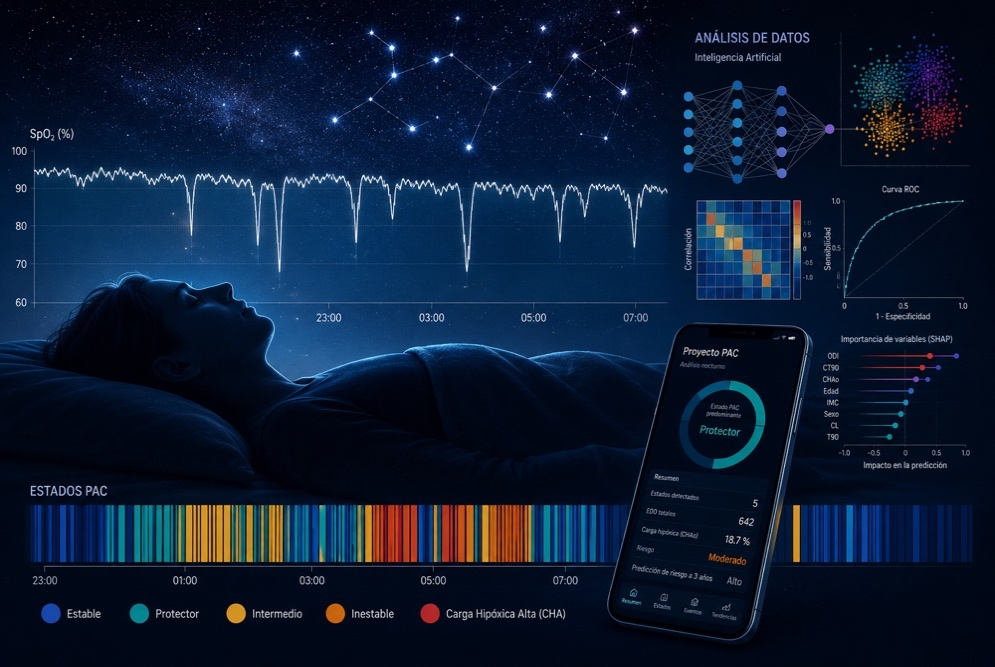 ANÁLISIS DE DATOS
Inteligencia Artificial
SpO₂ (%)
100
90
80
70
60
23:00
03:00
05:00
07:00
Correlación
0.5
0
-0.5
-1.0
Curva ROC
Sensibilidad
1.0
0.5
0
0.5
1.0
1 - Especificidad
Importancia de variables (SHAP)
ODI
CT90
CHAo
Edad
IMC
Sexo
CL
T90
-1.0
-0.5
0
0.5
1.0
Impacto en la predicción
Proyecto PAC
Análisis nocturno
Estado PAC
predominante
Protector
Resumen
Estados detectados 5
EDO totales 642
Carga hipóxica (CHAo) 18.7 %
Riesgo Moderado
Predicción de riesgo a 3 años Alto
Resumen
Estados
Eventos
Tendencias
ESTADOS PAC
23:00
01:00
03:00
05:00
07:00
Estable
Protector
Intermedio
Inestable
Carga Hipóxica Alta (CHA)